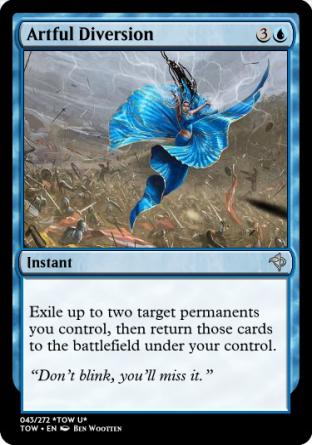 Artful Diversion 3
Instant
Exile up to two target permanents
you control, then return those cards
to the battlefield under your control.
“Don’t blink, you’ll miss it.”
043/272 *TOW U*
TOW • EN Ben Wootten